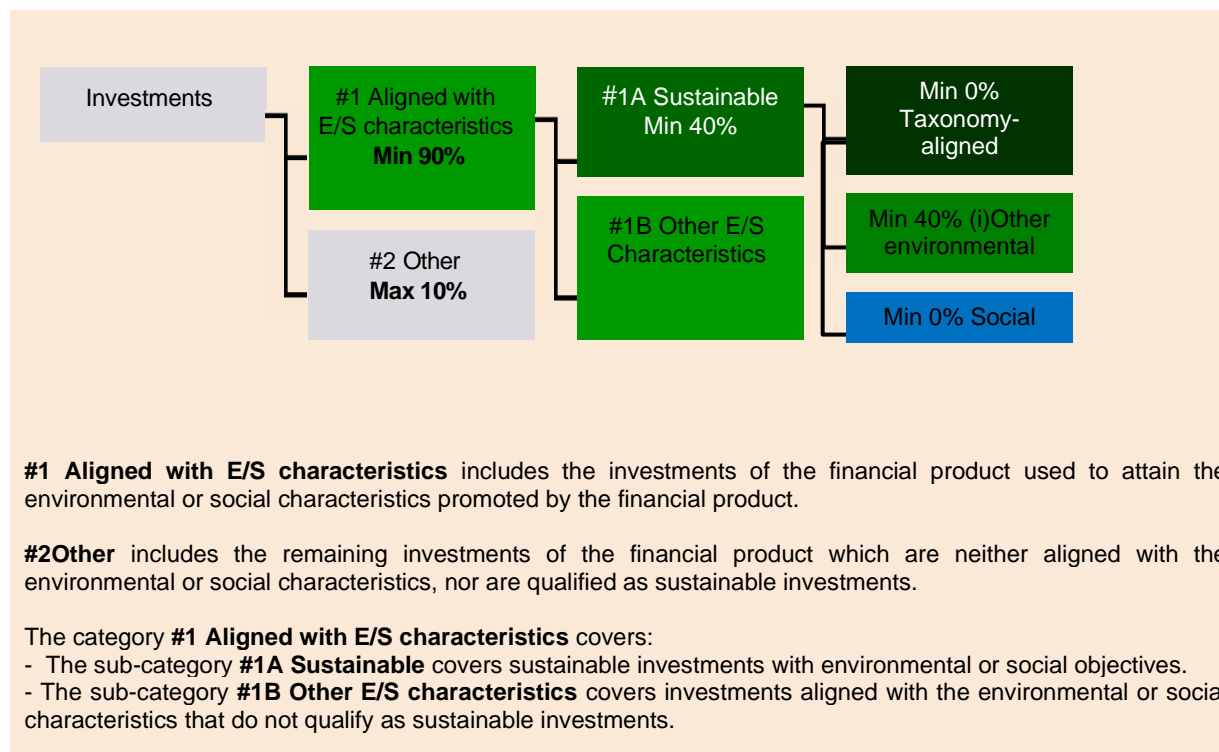 Investments
#1 Aligned with
E/S characteristics
Min 90%
#2 Other
Max 10%
#1A Sustainable
Min 40%
#1B Other E/S
Characteristics
Min 0%
Taxonomy-
aligned
Min 40% (i)Other
environmental
Min 0% Social
#1 Aligned with E/S characteristics includes the investments of the financial product used to attain the
environmental or social characteristics promoted by the financial product.
#2Other includes the remaining investments of the financial product which are neither aligned with the
environmental or social characteristics, nor are qualified as sustainable investments.
The category #1 Aligned with E/S characteristics covers:
- The sub-category #1A Sustainable covers sustainable investments with environmental or social objectives.
- The sub-category #1B Other E/S characteristics covers investments aligned with the environmental or social
characteristics that do not qualify as sustainable investments.